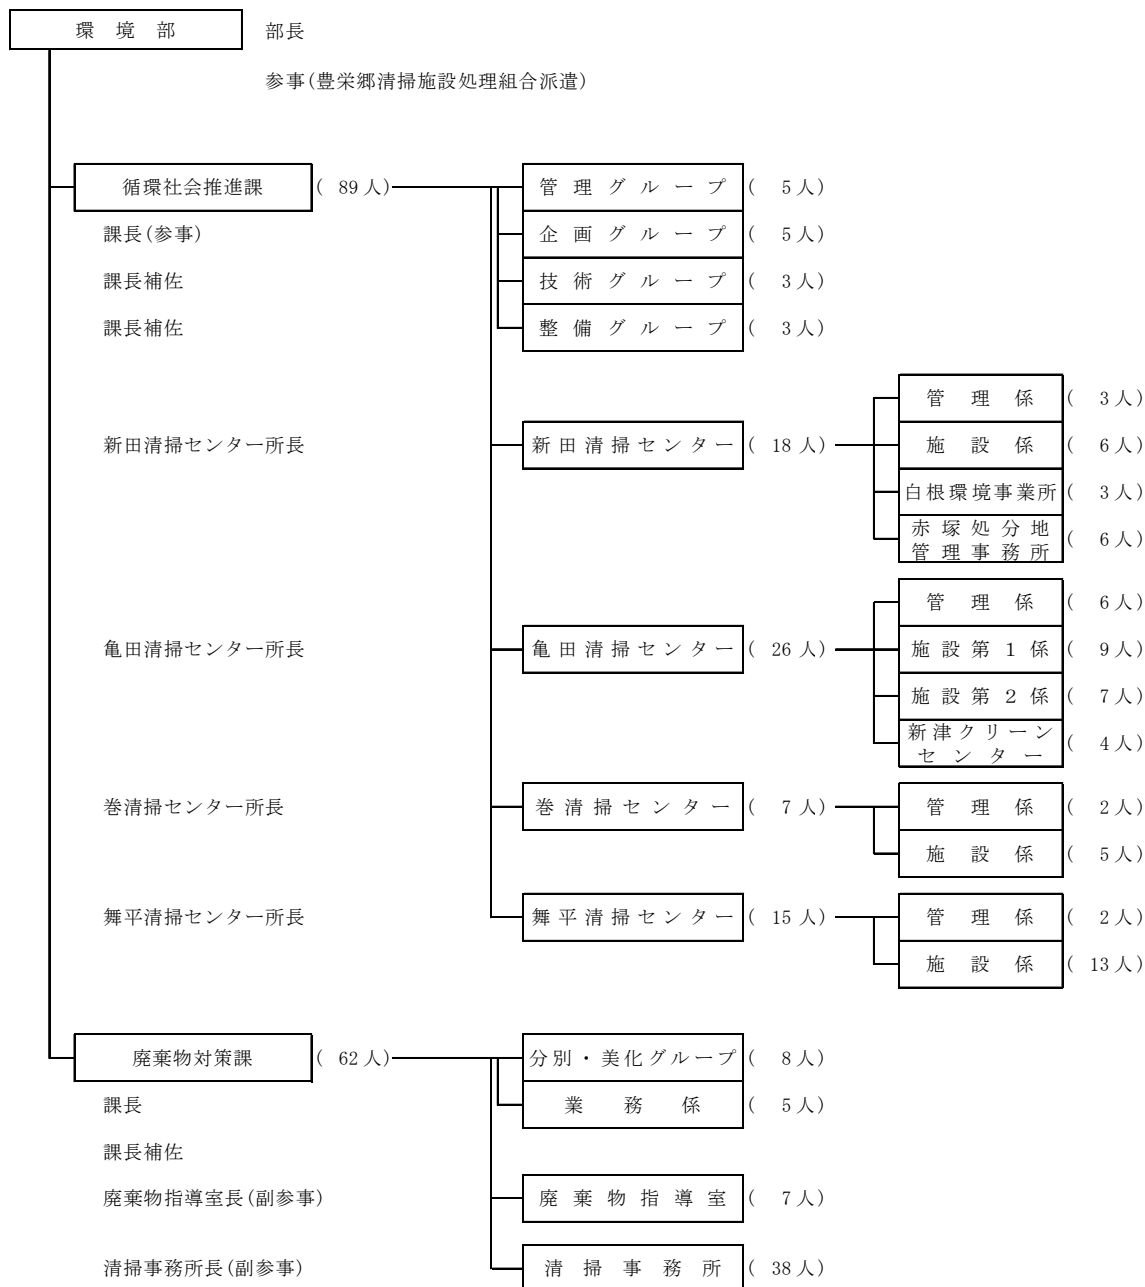 環境部 部長
参事(豊栄郷清掃施設処理組合派遣)
循環社会推進課 ( 89人) 管理グループ ( 5人)
課長(参事) 企画グループ ( 5人)
課長補佐 技術グループ ( 3人)
課長補佐 整備グループ ( 3人)
管理係 ( 3人)
新田清掃センター所長 新田清掃センター ( 18人) 施設係 ( 6人)
白根環境事業所 ( 3人)
赤塚処分地
管理事務所 ( 6人)
管理係 ( 6人)
亀田清掃センター所長 亀田清掃センター ( 26人) 施設第1係 ( 9人)
施設第2係 ( 7人)
新津クリーン
センター ( 4人)
巻清掃センター所長 巻清掃センター ( 7人) 管理係 ( 2人)
施設係 ( 5人)
舞平清掃センター所長 舞平清掃センター ( 15人) 管理係 ( 2人)
施設係 ( 13人)
廃棄物対策課 ( 62人) 分別・美化グループ ( 8人)
課長 業務係 ( 5人)
課長補佐
廃棄物指導室長(副参事) 廃棄物指導室 ( 7人)
清掃事務所長(副参事) 清掃事務所 ( 38人)